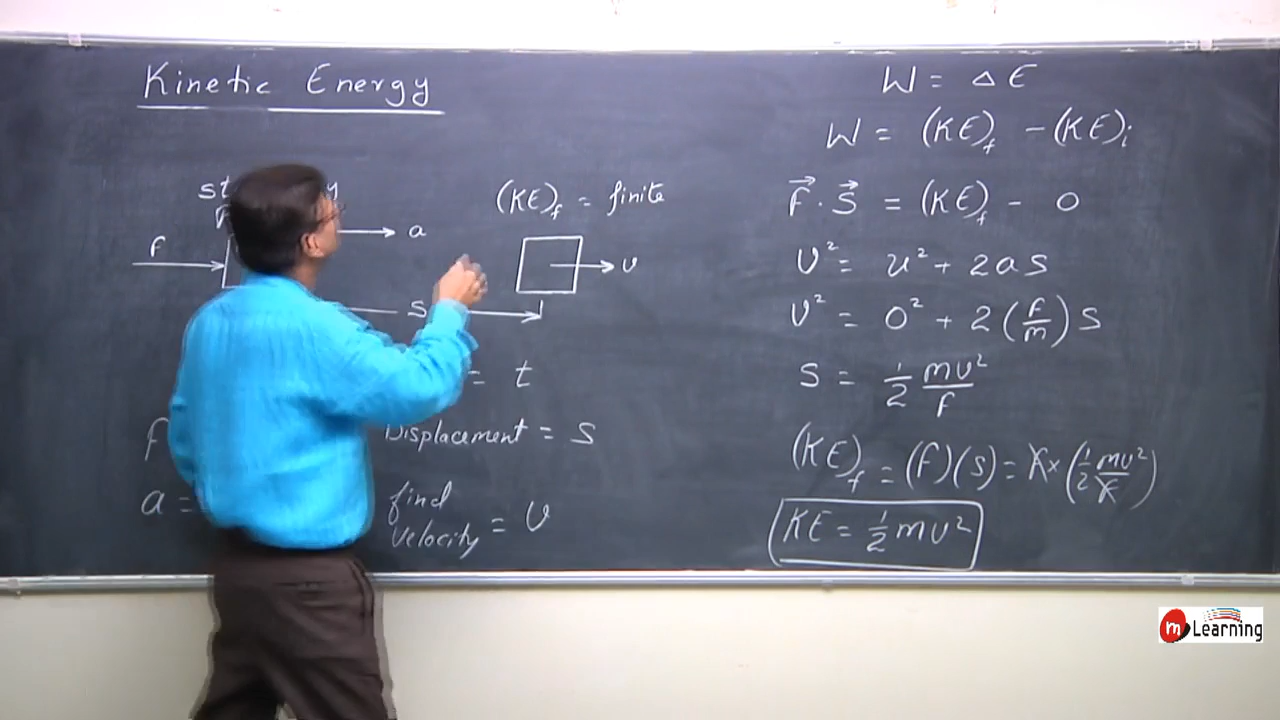 Kinetic Energy
(KE)f = finite
F
a
v
S
= t
Displacement = S
a =
find
velocity = v
W = Δ E
W = (KE)f - (KE)i
F⃗ · S⃗ = (KE)f - 0
v² = u² + 2as
v² = 0² + 2(F/m) S
S = 1/2 mv²/F
(KE)f = (F)(S) = F × (1/2 mv²/F)
KE = 1/2 mv²
m Learning